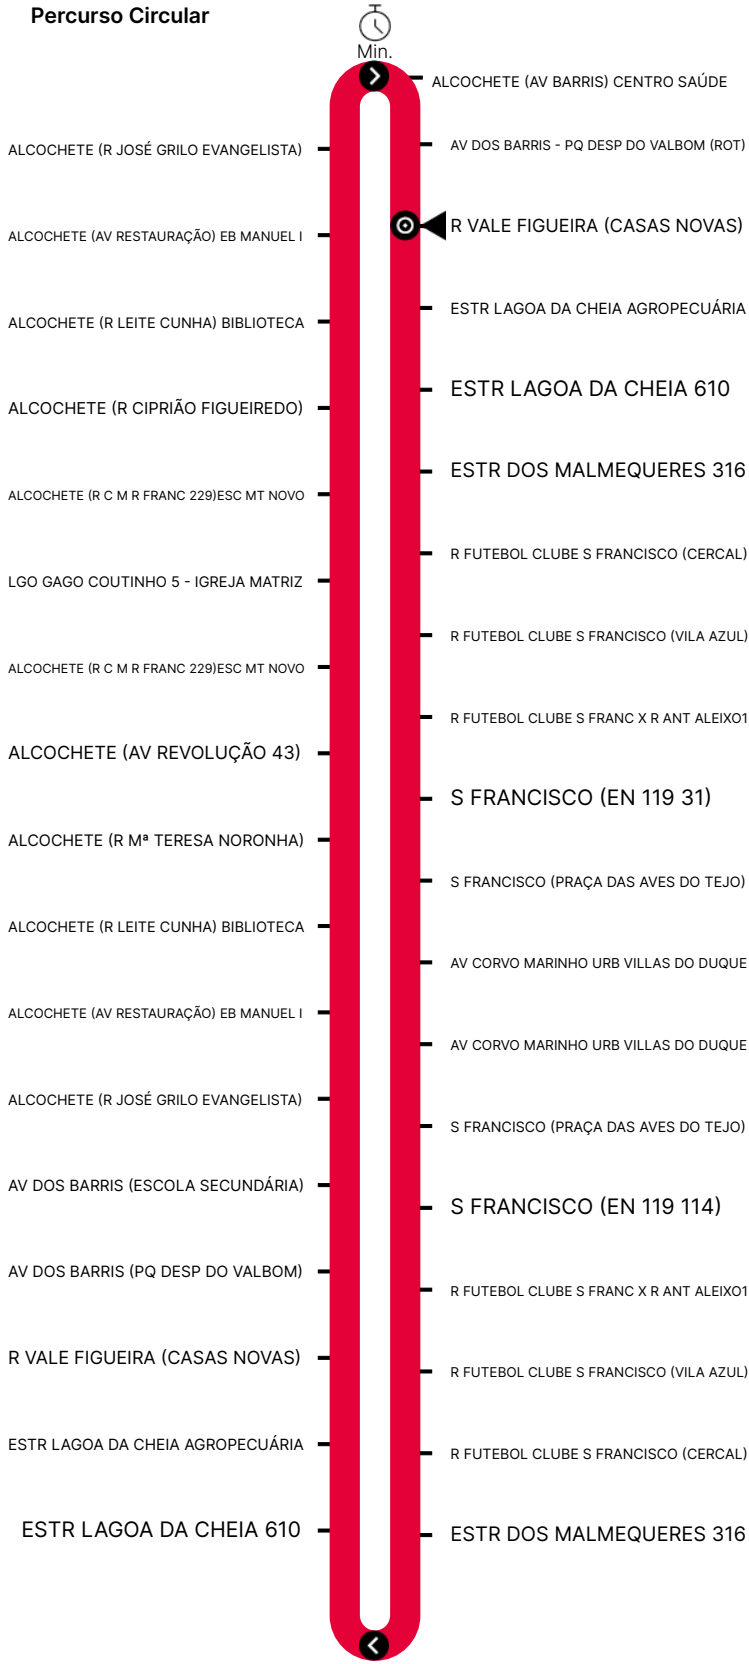 Percurso Circular
Min.
ALCOCHETE (AV BARRIS) CENTRO SAÚDE
AV DOS BARRIS - PQ DESP DO VALBOM (ROT)
R VALE FIGUEIRA (CASAS NOVAS)
ESTR LAGOA DA CHEIA AGROPECUÁRIA
ESTR LAGOA DA CHEIA 610
ESTR DOS MALMEQUERES 316
R FUTEBOL CLUBE S FRANCISCO (CERCAL)
R FUTEBOL CLUBE S FRANCISCO (VILA AZUL)
R FUTEBOL CLUBE S FRANC X R ANT ALEIXO1
S FRANCISCO (EN 119 31)
S FRANCISCO (PRAÇA DAS AVES DO TEJO)
AV CORVO MARINHO URB VILLAS DO DUQUE
AV CORVO MARINHO URB VILLAS DO DUQUE
S FRANCISCO (PRAÇA DAS AVES DO TEJO)
S FRANCISCO (EN 119 114)
R FUTEBOL CLUBE S FRANC X R ANT ALEIXO1
R FUTEBOL CLUBE S FRANCISCO (VILA AZUL)
R FUTEBOL CLUBE S FRANCISCO (CERCAL)
ESTR DOS MALMEQUERES 316
ALCOCHETE (R JOSÉ GRILO EVANGELISTA)
ALCOCHETE (AV RESTAURAÇÃO) EB MANUEL I
ALCOCHETE (R LEITE CUNHA) BIBLIOTECA
ALCOCHETE (R CIPRIÃO FIGUEIREDO)
ALCOCHETE (R C M R FRANC 229)ESC MT NOVO
LGO GAGO COUTINHO 5 - IGREJA MATRIZ
ALCOCHETE (R C M R FRANC 229)ESC MT NOVO
ALCOCHETE (AV REVOLUÇÃO 43)
ALCOCHETE (R Mª TERESA NORONHA)
ALCOCHETE (R LEITE CUNHA) BIBLIOTECA
ALCOCHETE (AV RESTAURAÇÃO) EB MANUEL I
ALCOCHETE (R JOSÉ GRILO EVANGELISTA)
AV DOS BARRIS (ESCOLA SECUNDÁRIA)
AV DOS BARRIS (PQ DESP DO VALBOM)
R VALE FIGUEIRA (CASAS NOVAS)
ESTR LAGOA DA CHEIA AGROPECUÁRIA
ESTR LAGOA DA CHEIA 610